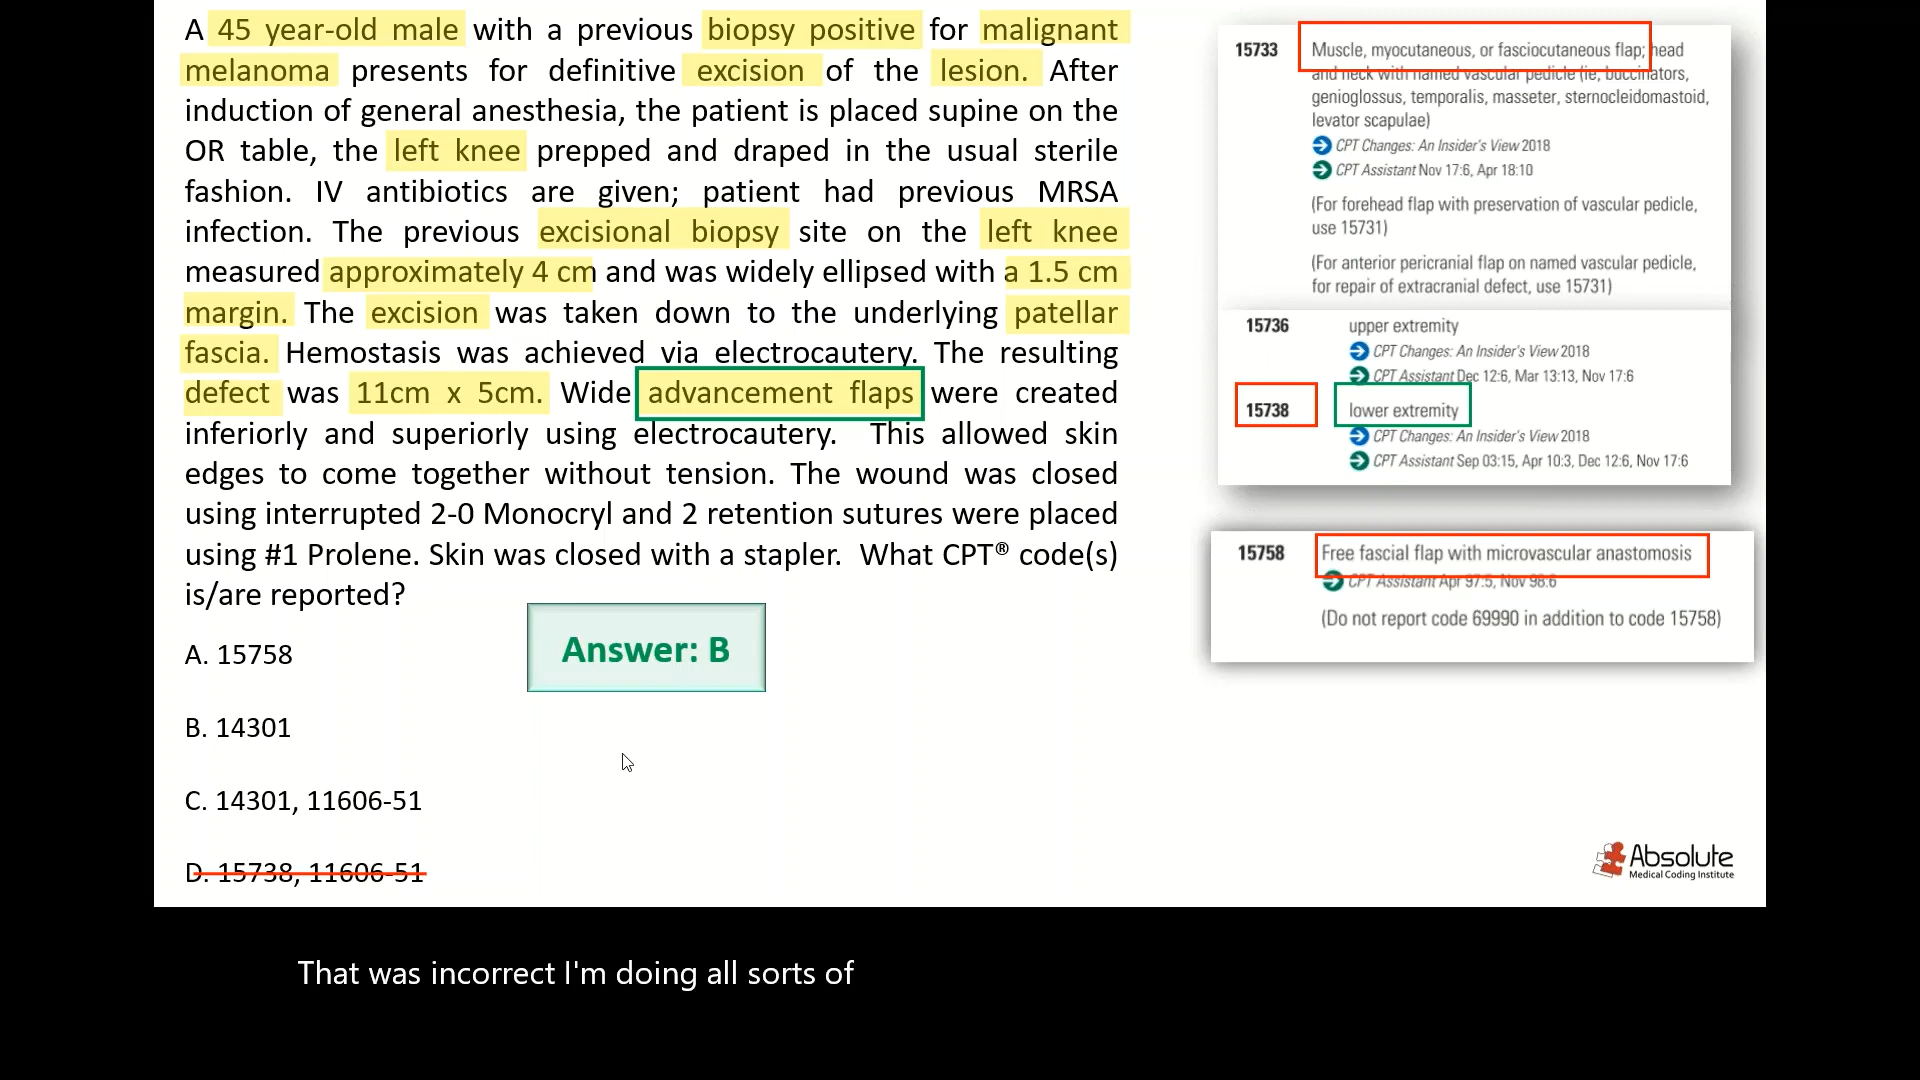 A 45 year-old male with a previous biopsy positive for malignant
melanoma presents for definitive excision of the lesion. After
induction of general anesthesia, the patient is placed supine on the
OR table, the left knee prepped and draped in the usual sterile
fashion. IV antibiotics are given; patient had previous MRSA
infection. The previous excisional biopsy site on the left knee
measured approximately 4 cm and was widely ellipsed with a 1.5 cm
margin. The excision was taken down to the underlying patellar
fascia. Hemostasis was achieved via electrocautery. The resulting
defect was 11cm x 5cm. Wide advancement flaps were created
inferiorly and superiorly using electrocautery. This allowed skin
edges to come together without tension. The wound was closed
using interrupted 2-0 Monocryl and 2 retention sutures were placed
using #1 Prolene. Skin was closed with a stapler. What CPT® code(s)
is/are reported?
Answer: B
A. 15758
B. 14301
C. 14301, 11606-51
D. 15738, 11606-51
15733 Muscle, myocutaneous, or fasciocutaneous flap; head
and neck with named vascular pedicle (ie, buccinators,
genioglossus, temporalis, masseter, sternocleidomastoid,
levator scapulae)
CPT Changes: An Insider's View 2018
CPT Assistant Nov 17:6, Apr 18:10
(For forehead flap with preservation of vascular pedicle,
use 15731)
(For anterior pericranial flap on named vascular pedicle,
for repair of extracranial defect, use 15731)
15736 upper extremity
CPT Changes: An Insider's View 2018
CPT Assistant Dec 12:6, Mar 13:13, Nov 17:6
15738 lower extremity
CPT Changes: An Insider's View 2018
CPT Assistant Sep 03:15, Apr 10:3, Dec 12:6, Nov 17:6
15758 Free fascial flap with microvascular anastomosis
CPT Assistant Apr 97:5, Nov 98:6
(Do not report code 69990 in addition to code 15758)
Absolute
Medical Coding Institute
That was incorrect I'm doing all sorts of